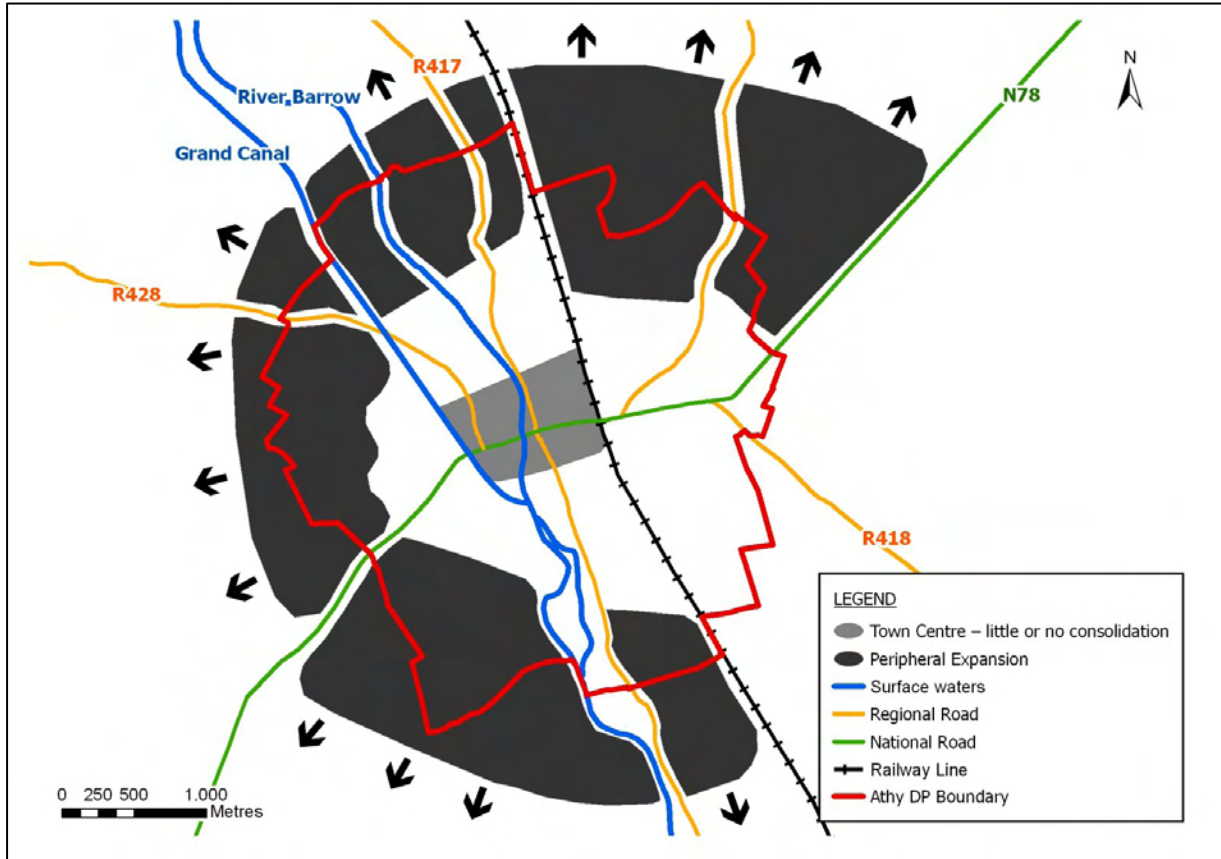 R417
N
River Barrow
N78
Grand Canal
R428
R418
LEGEND
Town Centre – little or no consolidation
Peripheral Expansion
Surface waters
Regional Road
National Road
Railway Line
Athy DP Boundary
0 250 500 1,000
Metres